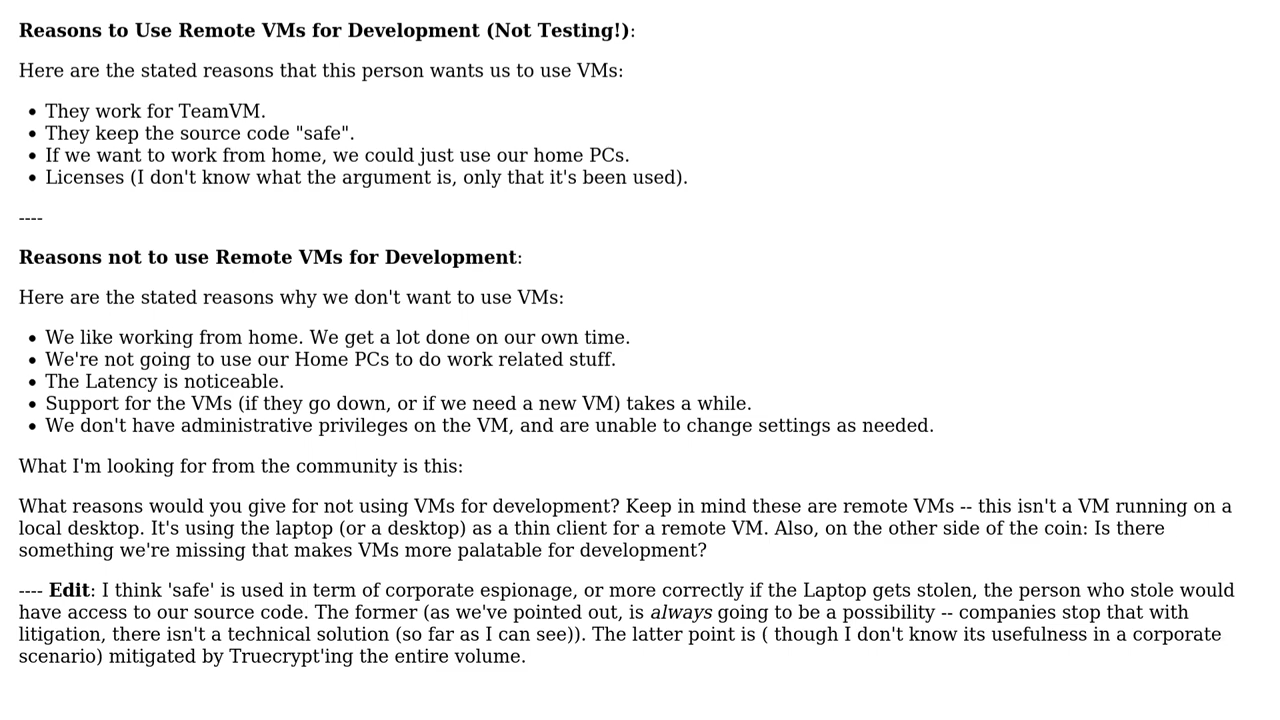 Reasons to Use Remote VMs for Development (Not Testing!):
Here are the stated reasons that this person wants us to use VMs:
• They work for TeamVM.
• They keep the source code "safe".
• If we want to work from home, we could just use our home PCs.
• Licenses (I don't know what the argument is, only that it's been used).
----
Reasons not to use Remote VMs for Development:
Here are the stated reasons why we don't want to use VMs:
• We like working from home. We get a lot done on our own time.
• We're not going to use our Home PCs to do work related stuff.
• The Latency is noticeable.
• Support for the VMs (if they go down, or if we need a new VM) takes a while.
• We don't have administrative privileges on the VM, and are unable to change settings as needed.
What I'm looking for from the community is this:
What reasons would you give for not using VMs for development? Keep in mind these are remote VMs -- this isn't a VM running on a
local desktop. It's using the laptop (or a desktop) as a thin client for a remote VM. Also, on the other side of the coin: Is there
something we're missing that makes VMs more palatable for development?
---- Edit: I think 'safe' is used in term of corporate espionage, or more correctly if the Laptop gets stolen, the person who stole would
have access to our source code. The former (as we've pointed out, is always going to be a possibility -- companies stop that with
litigation, there isn't a technical solution (so far as I can see)). The latter point is ( though I don't know its usefulness in a corporate
scenario) mitigated by Truecrypt'ing the entire volume.